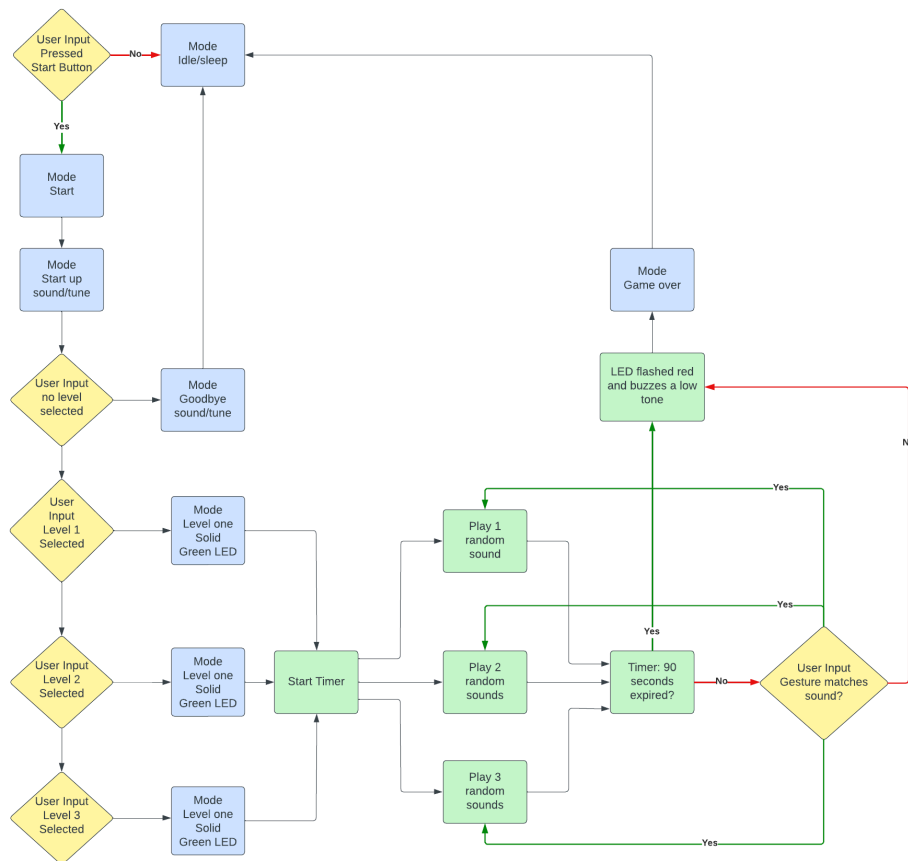 User Input
Pressed
Start Button
No
Mode
Idle/sleep
Yes
Mode
Start
Mode
Start up
sound/tune
Mode
Game over
User Input
no level
selected
Mode
Goodbye
sound/tune
LED flashed red
and buzzes a low
tone
N
User
Input
Level 1
Selected
Mode
Level one
Solid
Green LED
Play 1
random
sound
Yes
Yes
Yes
User Input
Level 2
Selected
Mode
Level one
Solid
Green LED
Start Timer
Play 2
random
sounds
Timer: 90
seconds
expired?
No
User Input
Gesture matches
sound?
User Input
Level 3
Selected
Mode
Level one
Solid
Green LED
Play 3
random
sounds
Yes